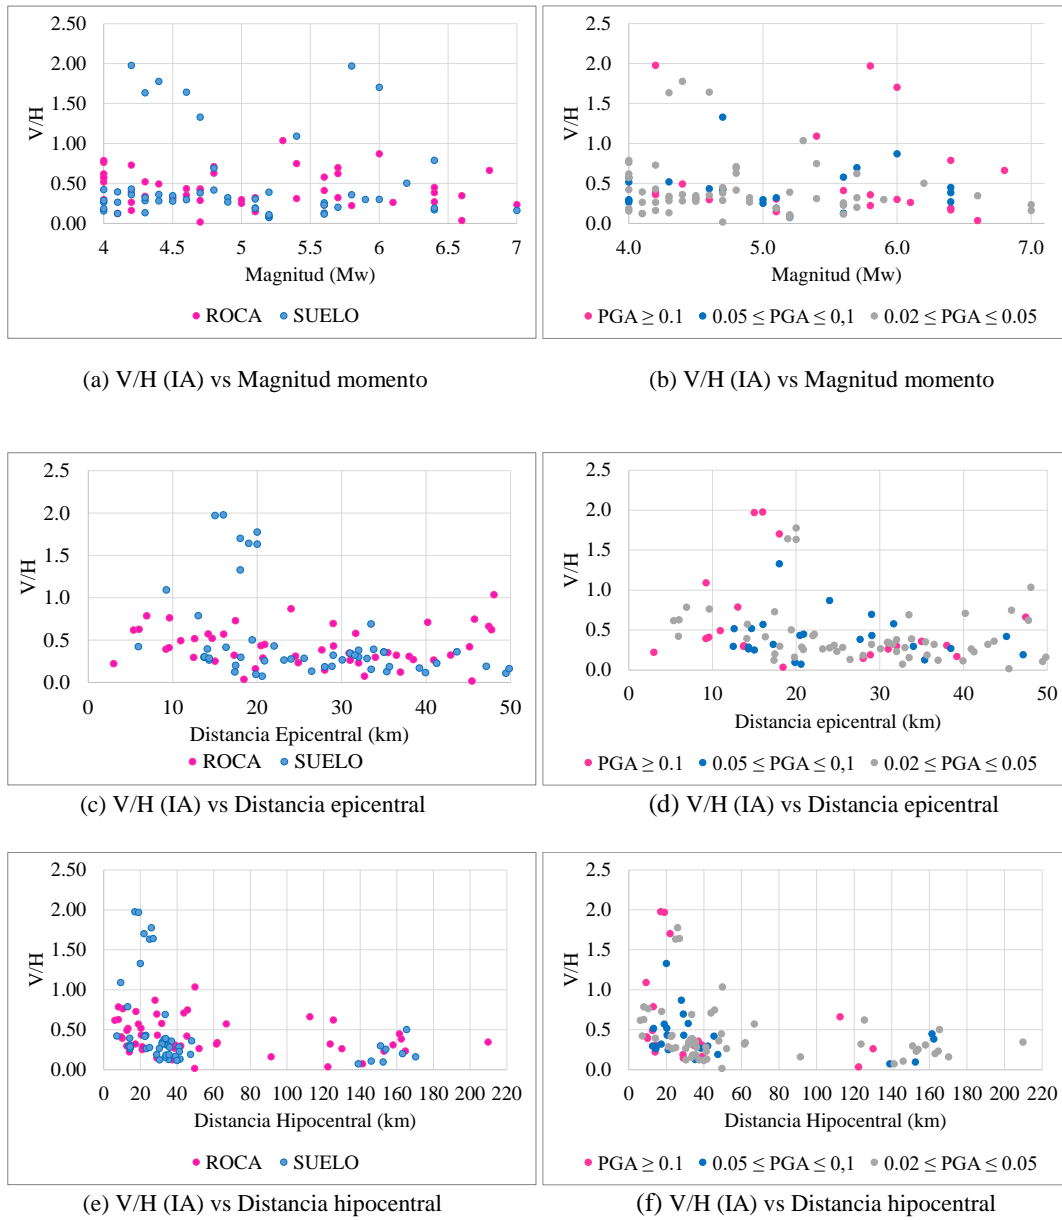 2.50
2.00
1.50
1.00
0.50
0.00
V/H
4
4.5
5
5.5
6
6.5
7
Magnitud (Mw)
ROCA
SUELO
(a) V/H (IA) vs Magnitud momento
2.5
2.0
1.5
1.0
0.5
0.0
V/H
4.0
5.0
6.0
7.0
Magnitud (Mw)
PGA ≥ 0.1
0.05 ≤ PGA ≤ 0,1
0.02 ≤ PGA ≤ 0.05
(b) V/H (IA) vs Magnitud momento
2.5
2.0
1.5
1.0
0.5
0.0
V/H
0
10
20
30
40
50
Distancia Epicentral (km)
ROCA
SUELO
(c) V/H (IA) vs Distancia epicentral
2.5
2.0
1.5
1.0
0.5
0.0
V/H
0
10
20
30
40
50
Distancia epicentral (km)
PGA ≥ 0.1
0.05 ≤ PGA ≤ 0,1
0.02 ≤ PGA ≤ 0.05
(d) V/H (IA) vs Distancia epicentral
2.50
2.00
1.50
1.00
0.50
0.00
V/H
0
20
40
60
80
100
120
140
160
180
200
220
Distancia Hipocentral (km)
ROCA
SUELO
(e) V/H (IA) vs Distancia hipocentral
2.50
2.00
1.50
1.00
0.50
0.00
V/H
0
20
40
60
80
100
120
140
160
180
200
220
Distancia Hipocentral (km)
PGA ≥ 0.1
0.05 ≤ PGA ≤ 0,1
0.02 ≤ PGA ≤ 0.05
(f) V/H (IA) vs Distancia hipocentral